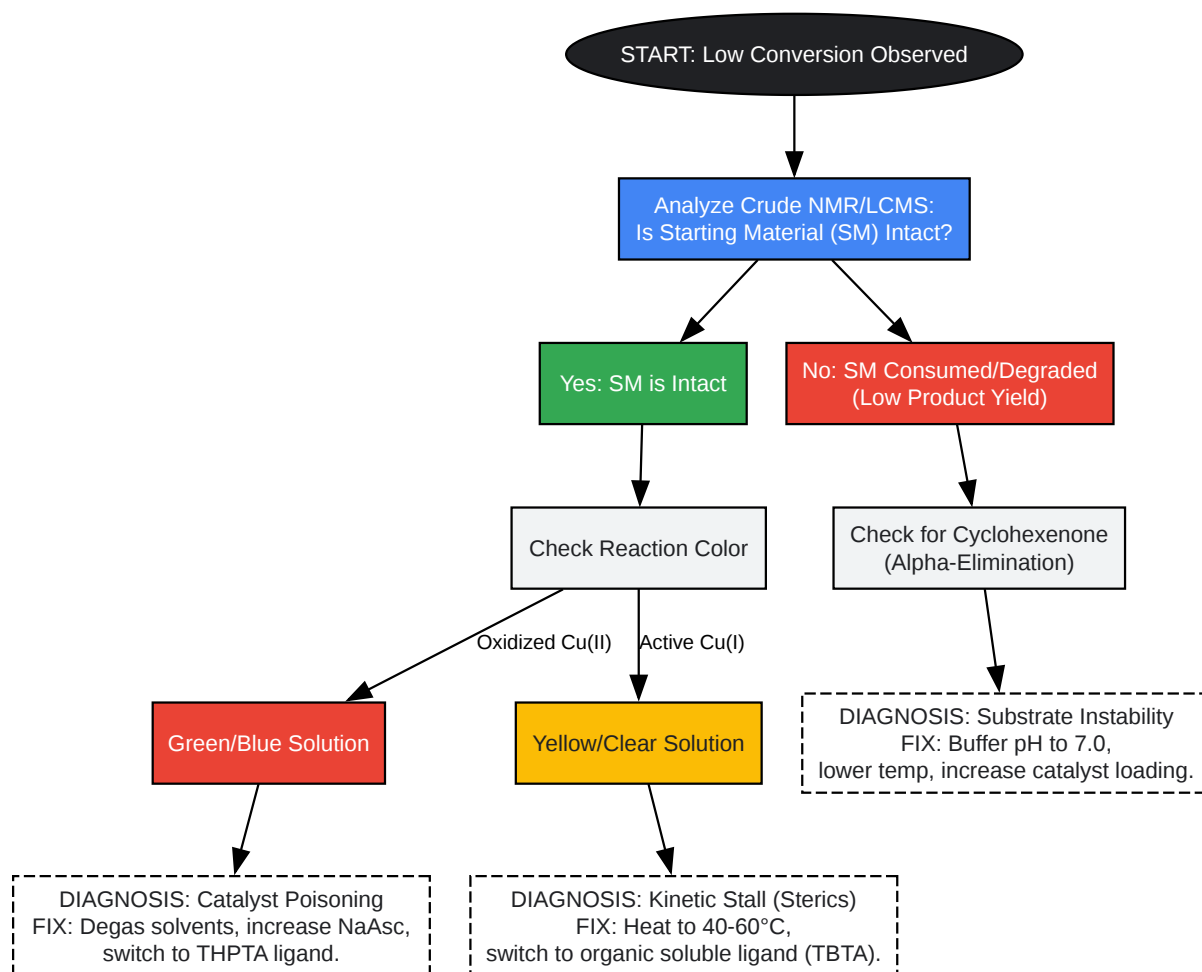 START: Low Conversion Observed
Analyze Crude NMR/LCMS:
Is Starting Material (SM) Intact?
Yes: SM is Intact
No: SM Consumed/Degraded
(Low Product Yield)
Check Reaction Color
Check for Cyclohexenone
(Alpha-Elimination)
Oxidized Cu(II)
Active Cu(I)
Green/Blue Solution
Yellow/Clear Solution
DIAGNOSIS: Substrate Instability
FIX: Buffer pH to 7.0,
lower temp, increase catalyst loading.
DIAGNOSIS: Catalyst Poisoning
FIX: Degas solvents, increase NaAsc,
switch to THPTA ligand.
DIAGNOSIS: Kinetic Stall (Sterics)
FIX: Heat to 40-60°C,
switch to organic soluble ligand (TBTA).